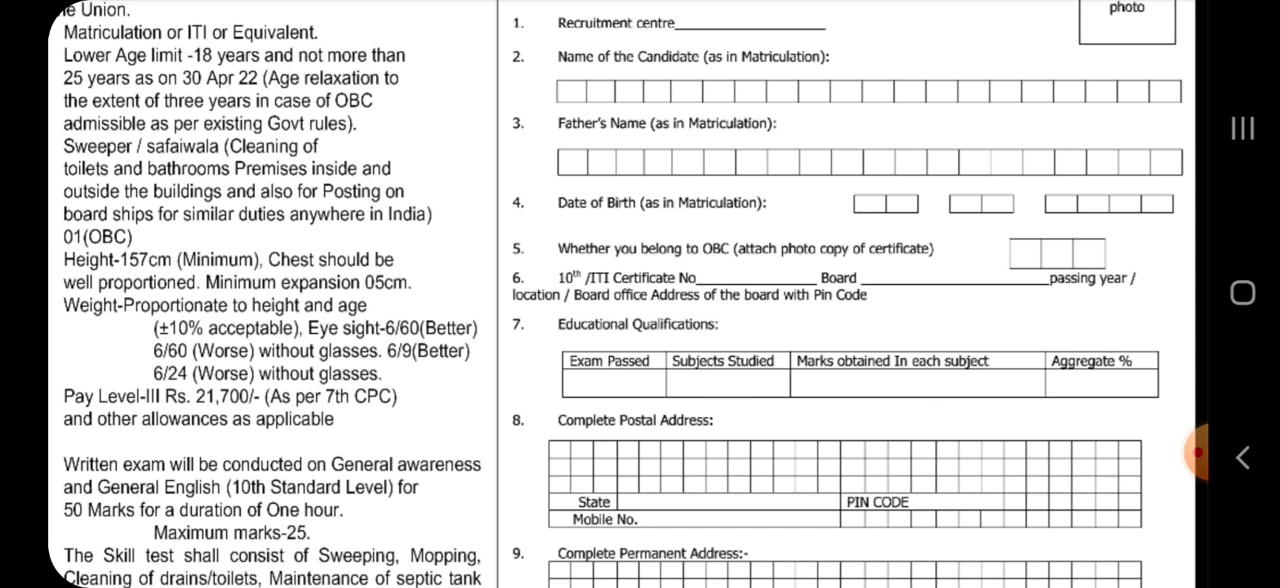 e Union.
Matriculation or ITI or Equivalent.
Lower Age limit -18 years and not more than
25 years as on 30 Apr 22 (Age relaxation to
the extent of three years in case of OBC
admissible as per existing Govt rules).
Sweeper / safaiwala (Cleaning of
toilets and bathrooms Premises inside and
outside the buildings and also for Posting on
board ships for similar duties anywhere in India)
01(OBC)
Height-157cm (Minimum), Chest should be
well proportioned. Minimum expansion 05cm.
Weight-Proportionate to height and age
(±10% acceptable), Eye sight-6/60(Better)
6/60 (Worse) without glasses. 6/9(Better)
6/24 (Worse) without glasses.
Pay Level-III Rs. 21,700/- (As per 7th CPC)
and other allowances as applicable
Written exam will be conducted on General awareness
and General English (10th Standard Level) for
50 Marks for a duration of One hour.
Maximum marks-25.
The Skill test shall consist of Sweeping, Mopping,
Cleaning of drains/toilets, Maintenance of septic tank
photo
1. Recruitment centre
2. Name of the Candidate (as in Matriculation):
3. Father's Name (as in Matriculation):
4. Date of Birth (as in Matriculation):
5. Whether you belong to OBC (attach photo copy of certificate)
6. 10th /ITI Certificate No____ Board ____passing year /
location / Board office Address of the board with Pin Code
7. Educational Qualifications:
Exam Passed Subjects Studied Marks obtained In each subject Aggregate %
8. Complete Postal Address:
State PIN CODE
Mobile No.
9. Complete Permanent Address:-